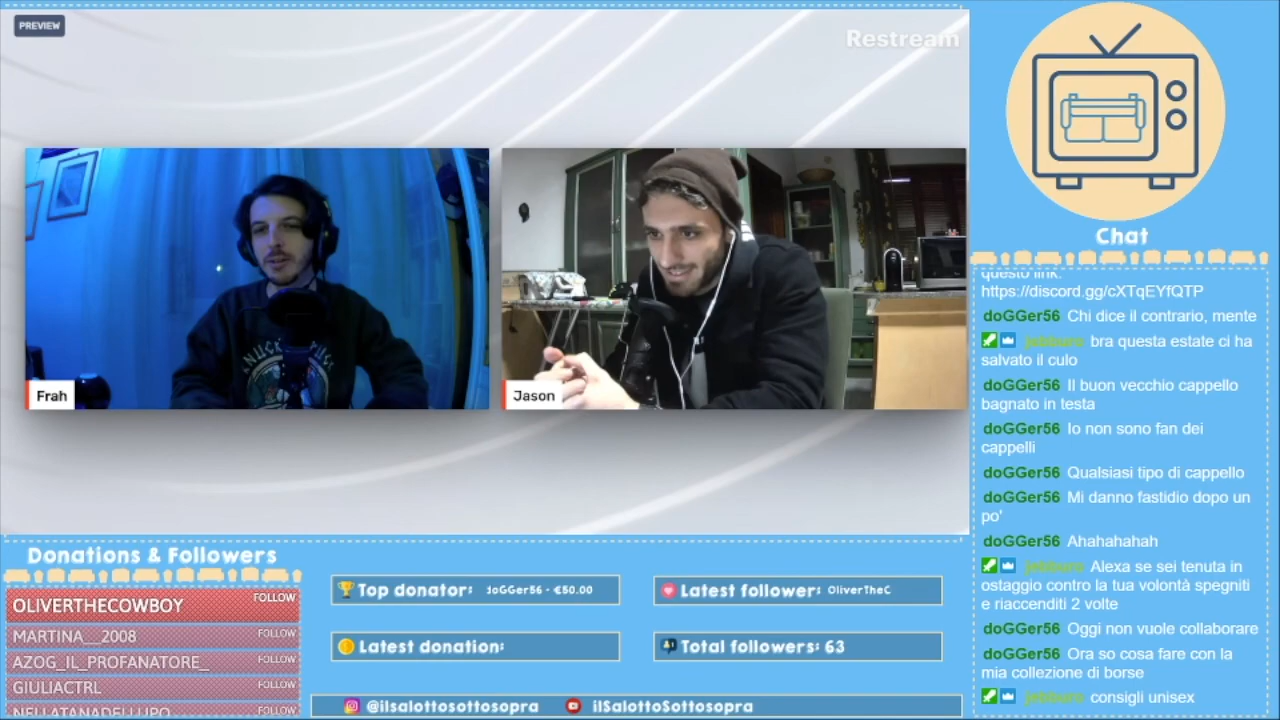 PREVIEW
Restream
Frah
Jason
Chat
questo link:
https://discord.gg/cXTqEYfQTP
doGGer56 Chi dice il contrario, mente
bra questa estate ci ha
salvato il culo
doGGer56 Il buon vecchio cappello
bagnato in testa
doGGer56 Io non sono fan dei
cappelli
doGGer56 Qualsiasi tipo di cappello
doGGer56 Mi danno fastidio dopo un
po'
doGGer56 Ahahahahah
Alexa se sei tenuta in
ostaggio contro la tua volontà spegniti
e riaccenditi 2 volte
doGGer56 Oggi non vuole collaborare
doGGer56 Ora so cosa fare con la
mia collezione di borse
consigli unisex
Donations & Followers
OLIVERTHECOWBOY FOLLOW
MARTINA__2008 FOLLOW
AZOG_IL_PROFANATORE_ FOLLOW
GIULIACTRL FOLLOW
NELLATANADELLUPO FOLLOW
Top donator: JoGGer56 - €50.00
Latest follower: OliverTheC
Latest donation:
Total followers: 63
@ilsalottosottosopra
ilSalottoSottosopra